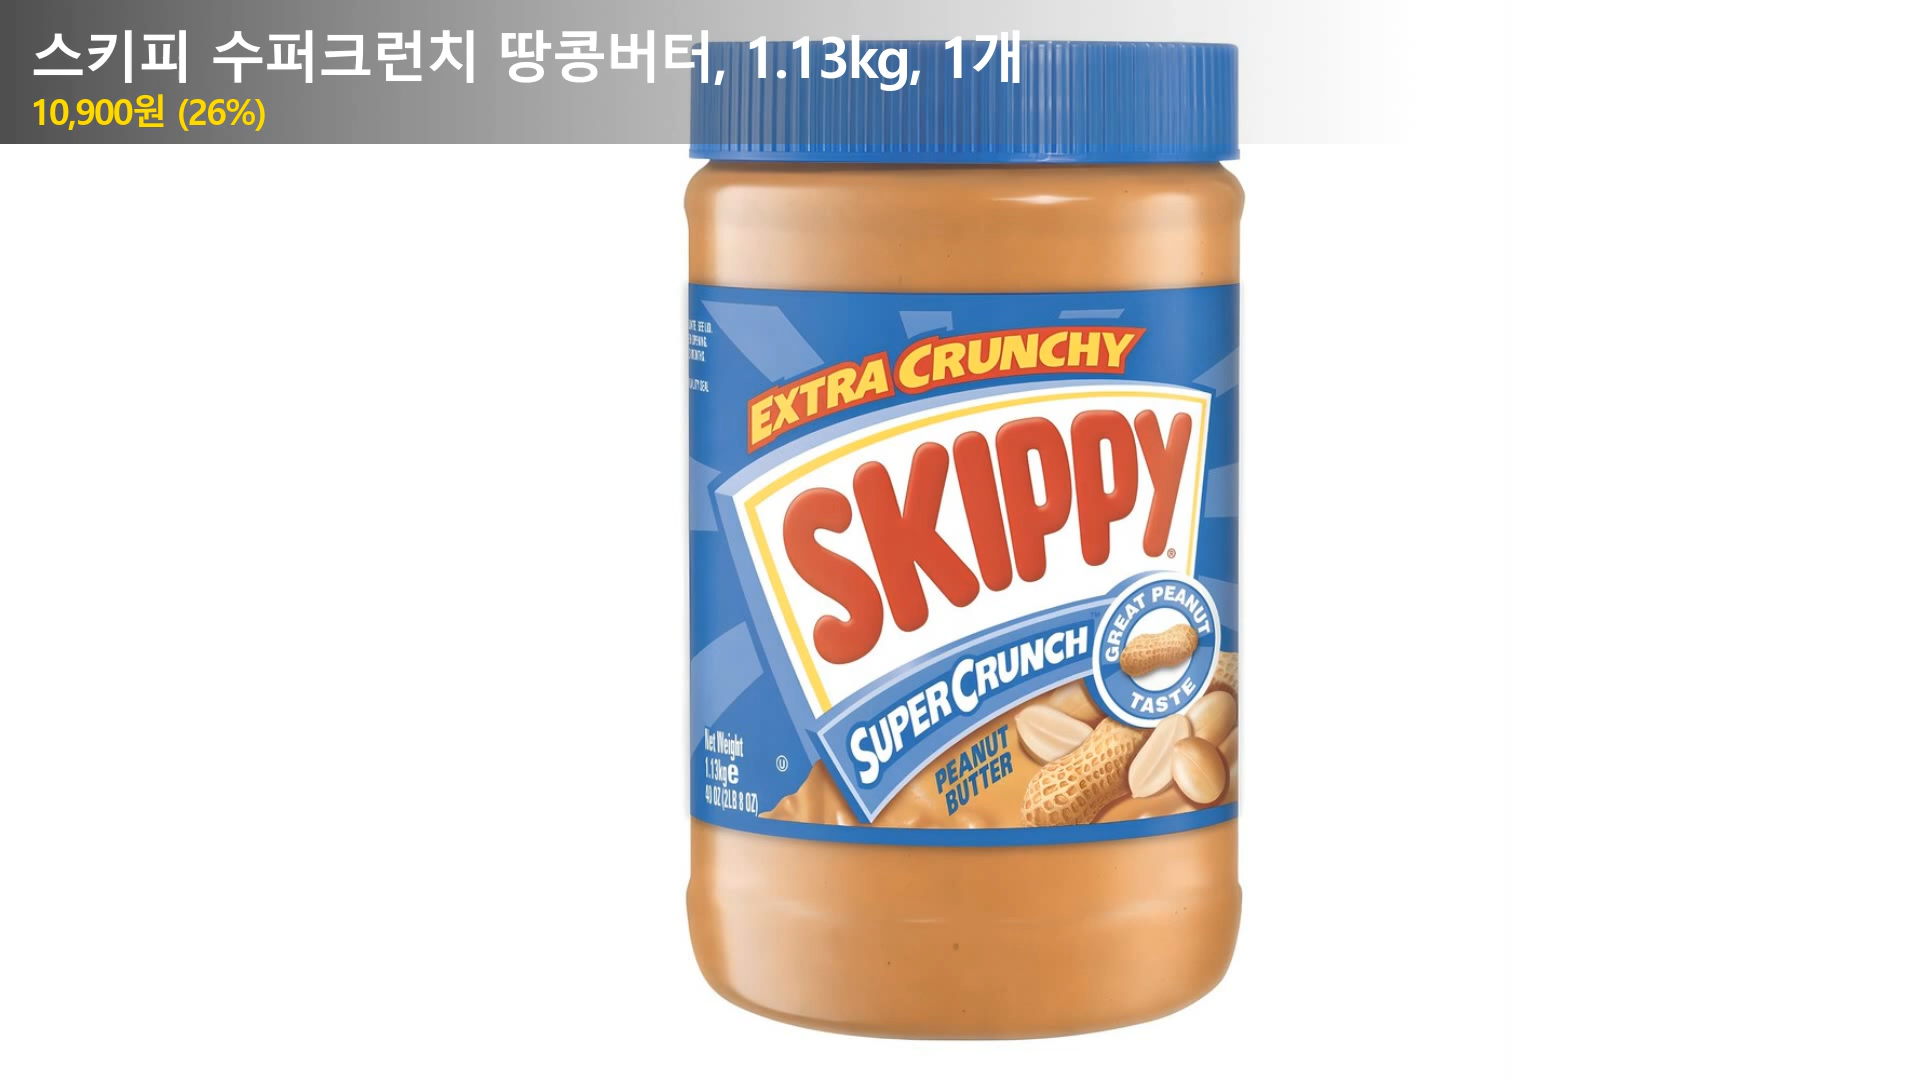 스키피 수퍼크런치 땅콩버터, 1.13kg, 1개
10,900원 (26%)
EXTRA CRUNCHY
SKIPPY®
SUPER CRUNCH™
GREAT PEANUT
TASTE
PEANUT
BUTTER
Net Weight
1.13kg e
40 OZ (2LB 8 OZ)
U